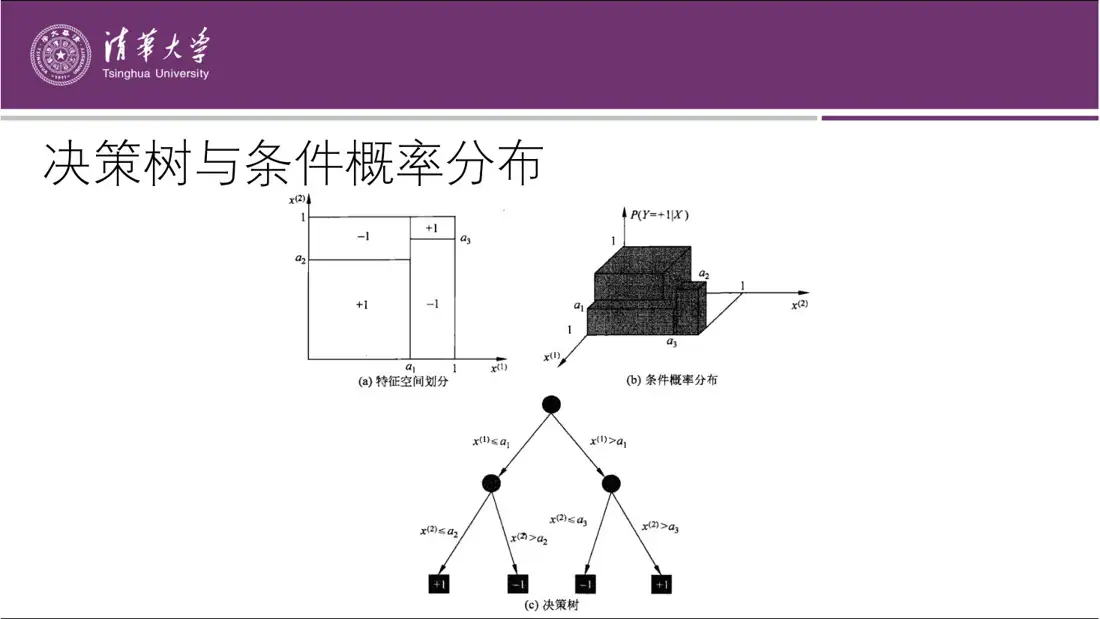 清华大学
Tsinghua University
决策树与条件概率分布
x(2)
1
−1
+1
a3
a2
+1
−1
a1
1
x(1)
(a) 特征空间划分
P(Y=+1|X)
1
a2
1
x(2)
a1
1
a3
x(1)
(b) 条件概率分布
x(1)≤a1
x(1)>a1
x(2)≤a2
x(2)>a2
x(2)≤a3
x(2)>a3
+1
−1
−1
+1
(c) 决策树